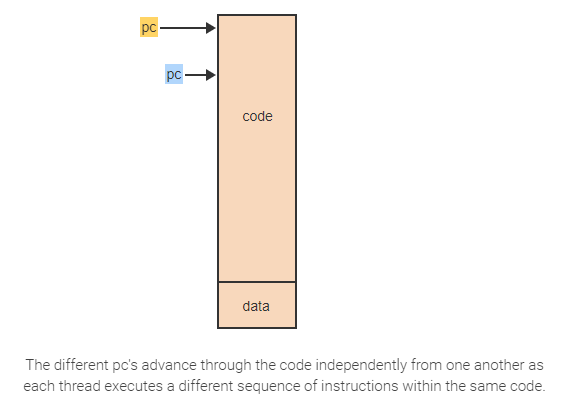 pc
pc
code
data
The different pc's advance through the code independently from one another as
each thread executes a different sequence of instructions within the same code.